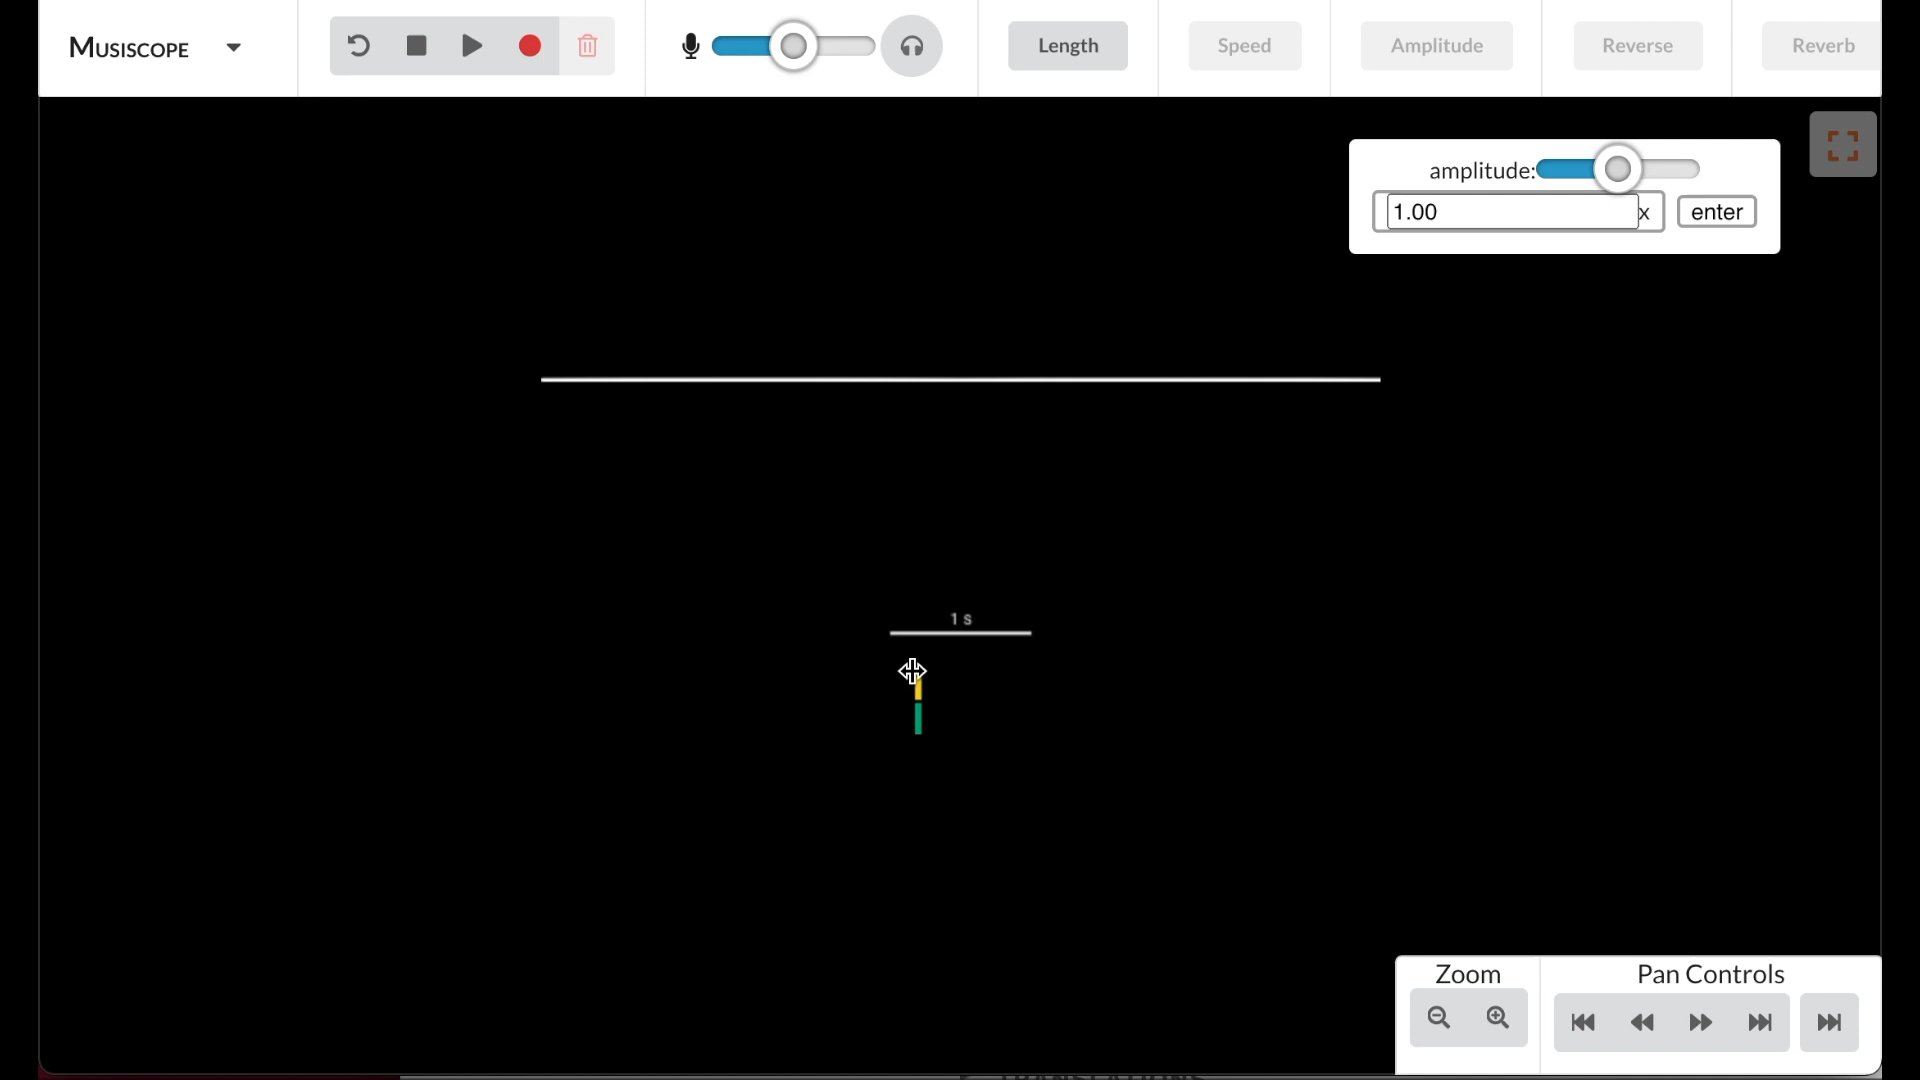 Musiscope
Length
Speed
Amplitude
Reverse
Reverb
amplitude:
1.00
x
enter
1 s
Zoom
Pan Controls